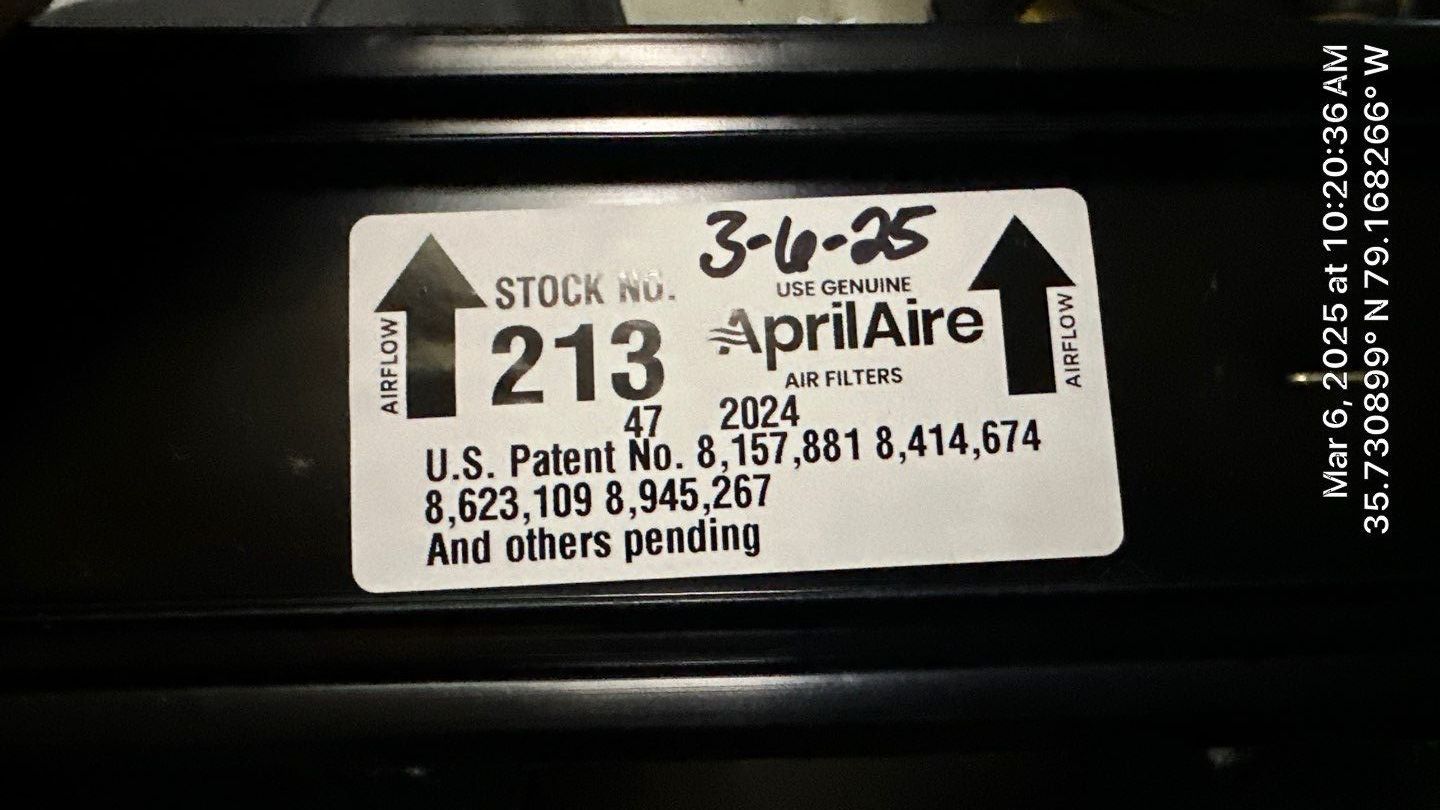 3-6-25
STOCK NO.
213
USE GENUINE
AprilAire
AIR FILTERS
AIRFLOW
AIRFLOW
47 2024
U.S. Patent No. 8,157,881 8,414,674
8,623,109 8,945,267
And others pending
Mar 6, 2025 at 10:20:36 AM
35.7308899° N 79.1688266° W